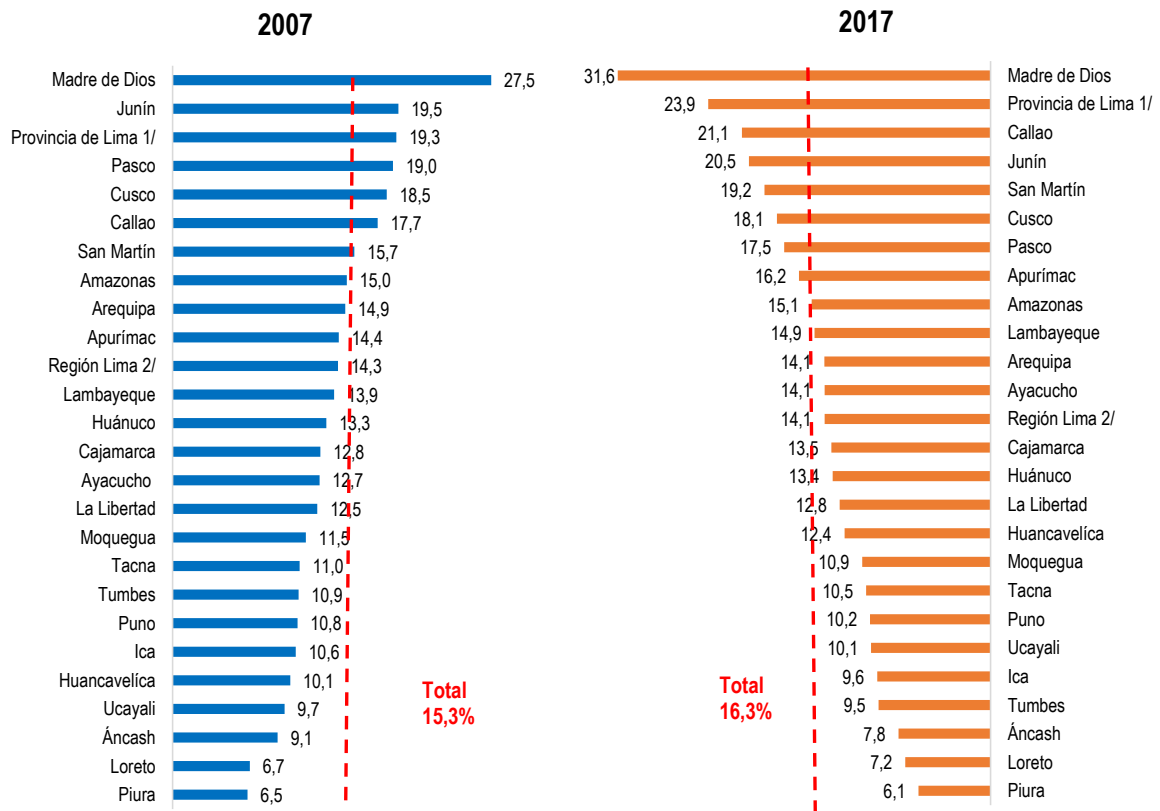 2007
Madre de Dios 27,5
Junín 19,5
Provincia de Lima 1/ 19,3
Pasco 19,0
Cusco 18,5
Callao 17,7
San Martín 15,7
Amazonas 15,0
Arequipa 14,9
Apurímac 14,4
Región Lima 2/ 14,3
Lambayeque 13,9
Huánuco 13,3
Cajamarca 12,8
Ayacucho 12,7
La Libertad 12,5
Moquegua 11,5
Tacna 11,0
Tumbes 10,9
Puno 10,8
Ica 10,6
Huancavelíca 10,1
Ucayali 9,7
Áncash 9,1
Loreto 6,7
Piura 6,5
Total
15,3%
2017
31,6 Madre de Dios
23,9 Provincia de Lima 1/
21,1 Callao
20,5 Junín
19,2 San Martín
18,1 Cusco
17,5 Pasco
16,2 Apurímac
15,1 Amazonas
14,9 Lambayeque
14,1 Arequipa
14,1 Ayacucho
14,1 Región Lima 2/
13,5 Cajamarca
13,4 Huánuco
12,8 La Libertad
12,4 Huancavelíca
10,9 Moquegua
10,5 Tacna
10,2 Puno
10,1 Ucayali
9,6 Ica
9,5 Tumbes
7,8 Áncash
7,2 Loreto
6,1 Piura
Total
16,3%